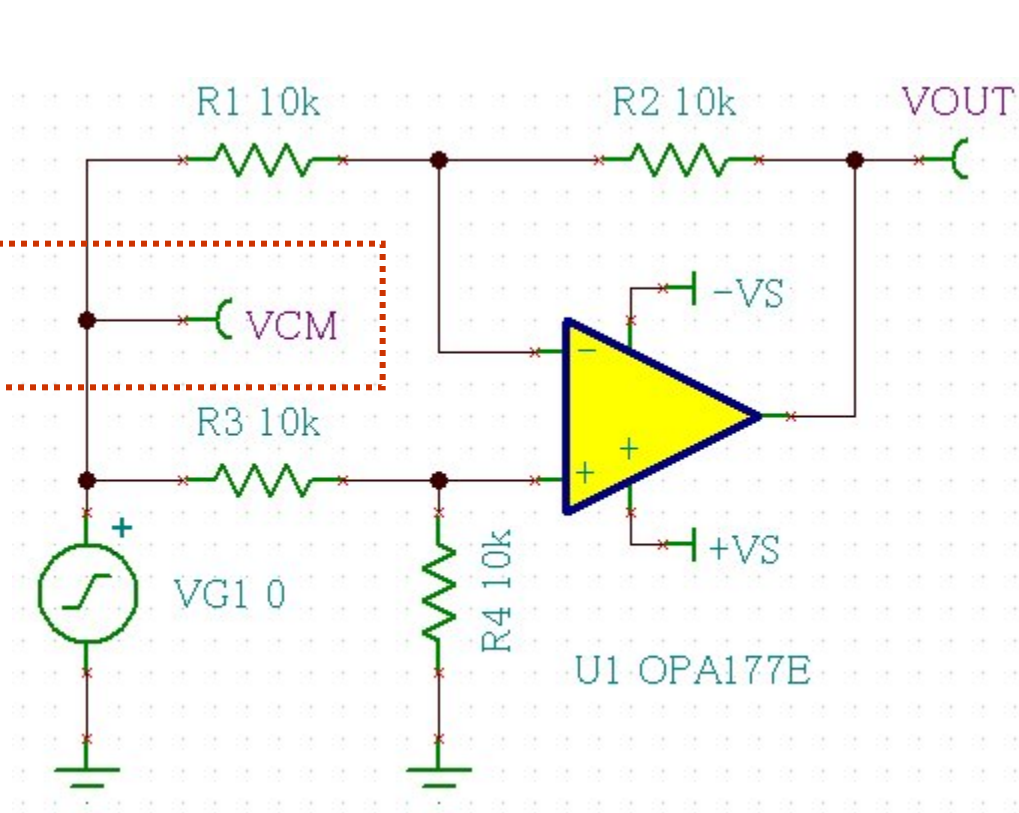 R1 10k
R2 10k
VOUT
−VS
VCM
R3 10k
+VS
VG1 0
R4 10k
U1 OPA177E